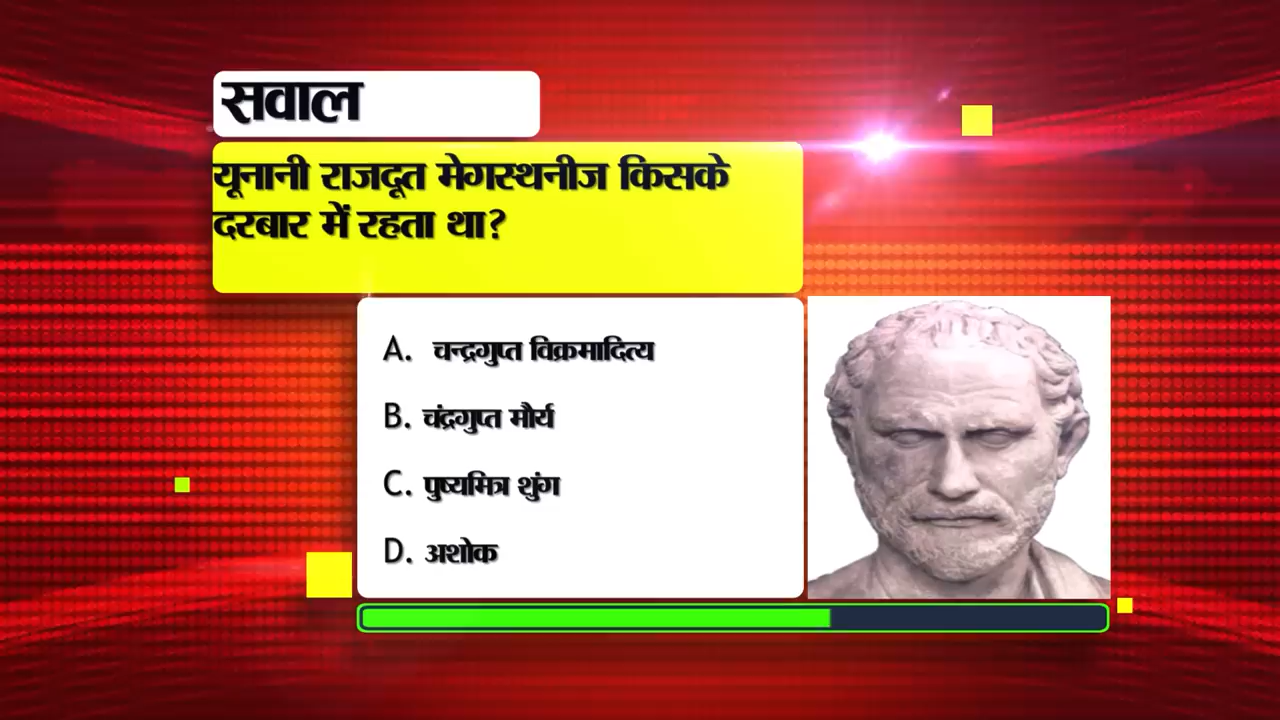 सवाल
यूनानी राजदूत मेगस्थनीज किसके
दरबार में रहता था?
A. चन्द्रगुप्त विक्रमादित्य
B. चंद्रगुप्त मौर्य
C. पुष्यमित्र शुंग
D. अशोक